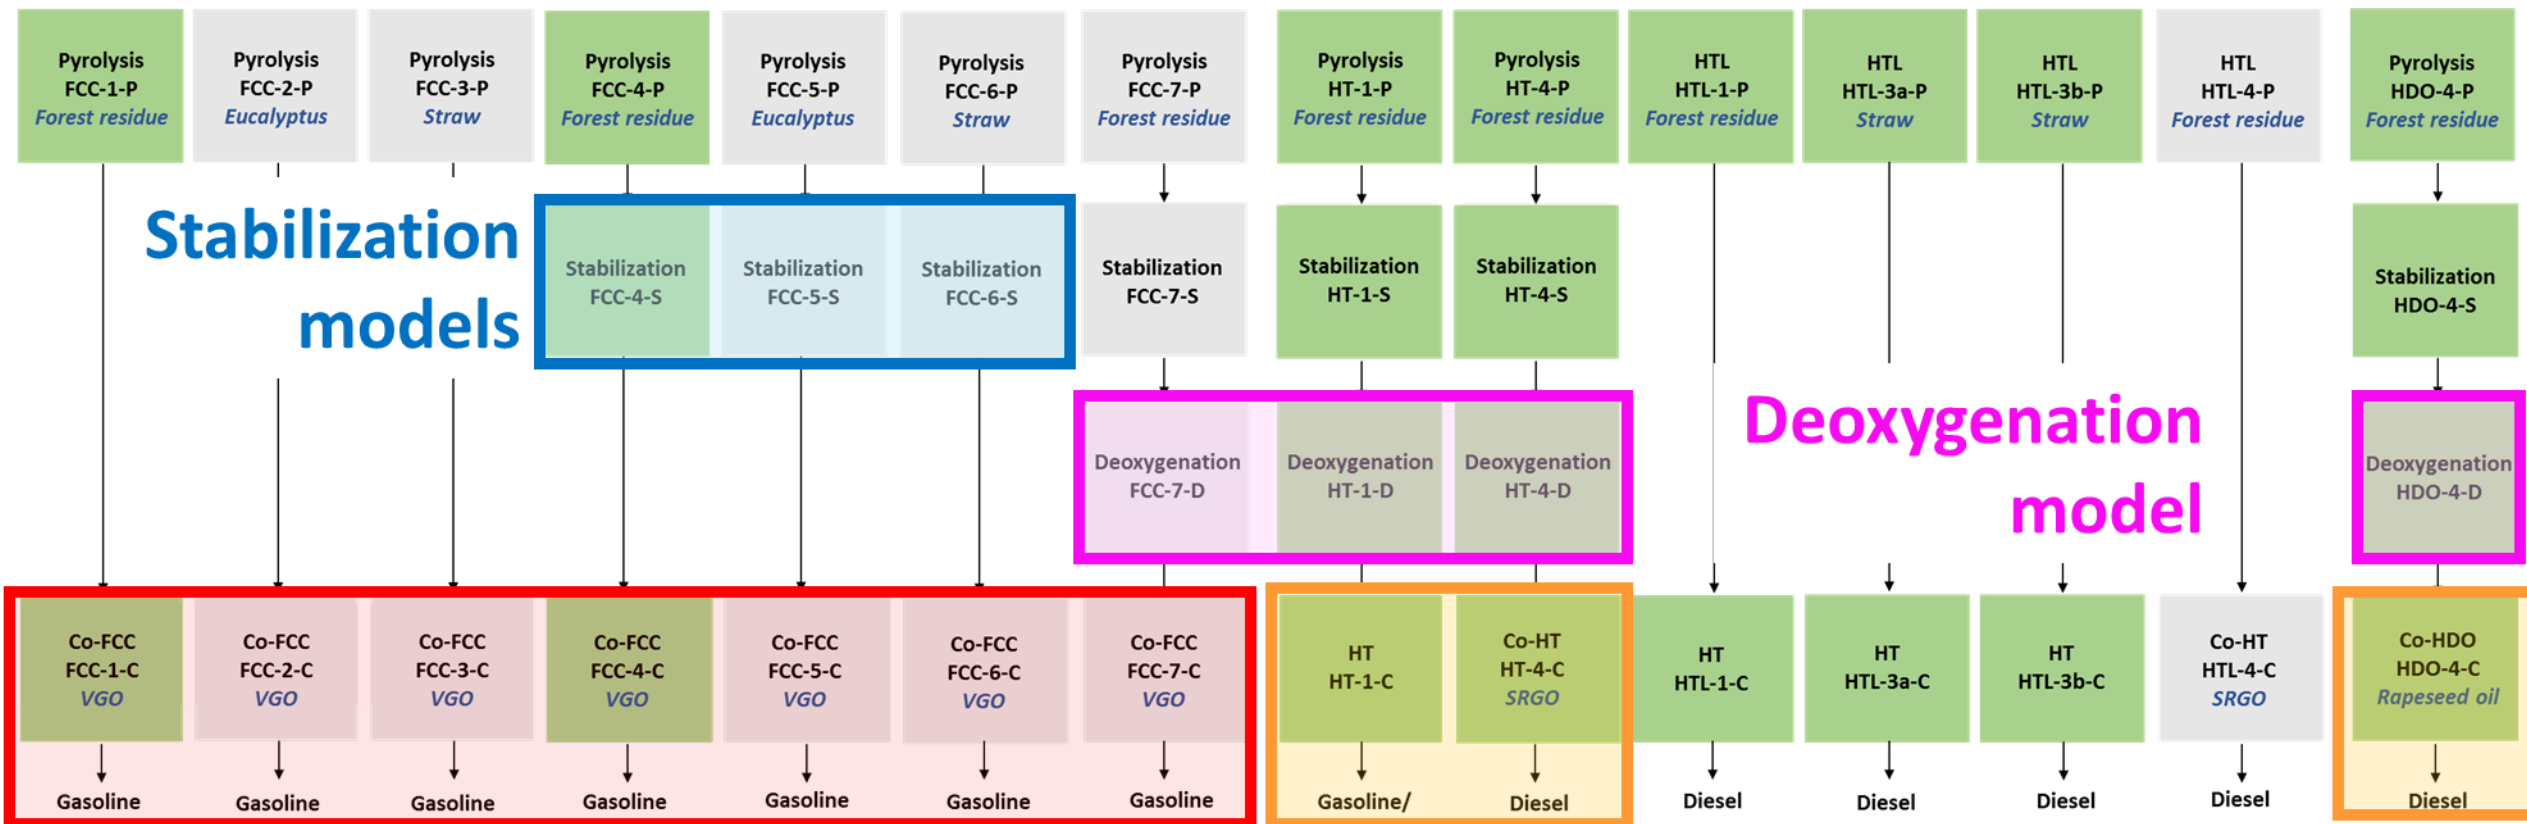 Pyrolysis
FCC-1-P
Forest residue
Pyrolysis
FCC-2-P
Eucalyptus
Pyrolysis
FCC-3-P
Straw
Pyrolysis
FCC-4-P
Forest residue
Pyrolysis
FCC-5-P
Eucalyptus
Pyrolysis
FCC-6-P
Straw
Pyrolysis
FCC-7-P
Forest residue
Pyrolysis
HT-1-P
Forest residue
Pyrolysis
HT-4-P
Forest residue
HTL
HTL-1-P
Forest residue
HTL
HTL-3a-P
Straw
HTL
HTL-3b-P
Straw
HTL
HTL-4-P
Forest residue
Pyrolysis
HDO-4-P
Forest residue
Stabilization
models
Stabilization
FCC-4-S
Stabilization
FCC-5-S
Stabilization
FCC-6-S
Stabilization
FCC-7-S
Stabilization
HT-1-S
Stabilization
HT-4-S
Stabilization
HDO-4-S
Deoxygenation
FCC-7-D
Deoxygenation
HT-1-D
Deoxygenation
HT-4-D
Deoxygenation
model
Deoxygenation
HDO-4-D
Co-FCC
FCC-1-C
VGO
Co-FCC
FCC-2-C
VGO
Co-FCC
FCC-3-C
VGO
Co-FCC
FCC-4-C
VGO
Co-FCC
FCC-5-C
VGO
Co-FCC
FCC-6-C
VGO
Co-FCC
FCC-7-C
VGO
HT
HT-1-C
Co-HT
HT-4-C
SRGO
HT
HTL-1-C
HT
HTL-3a-C
HT
HTL-3b-C
Co-HT
HTL-4-C
SRGO
Co-HDO
HDO-4-C
Rapeseed oil
Gasoline
Gasoline
Gasoline
Gasoline
Gasoline
Gasoline
Gasoline
Gasoline/
Diesel
Diesel
Diesel
Diesel
Diesel
Diesel